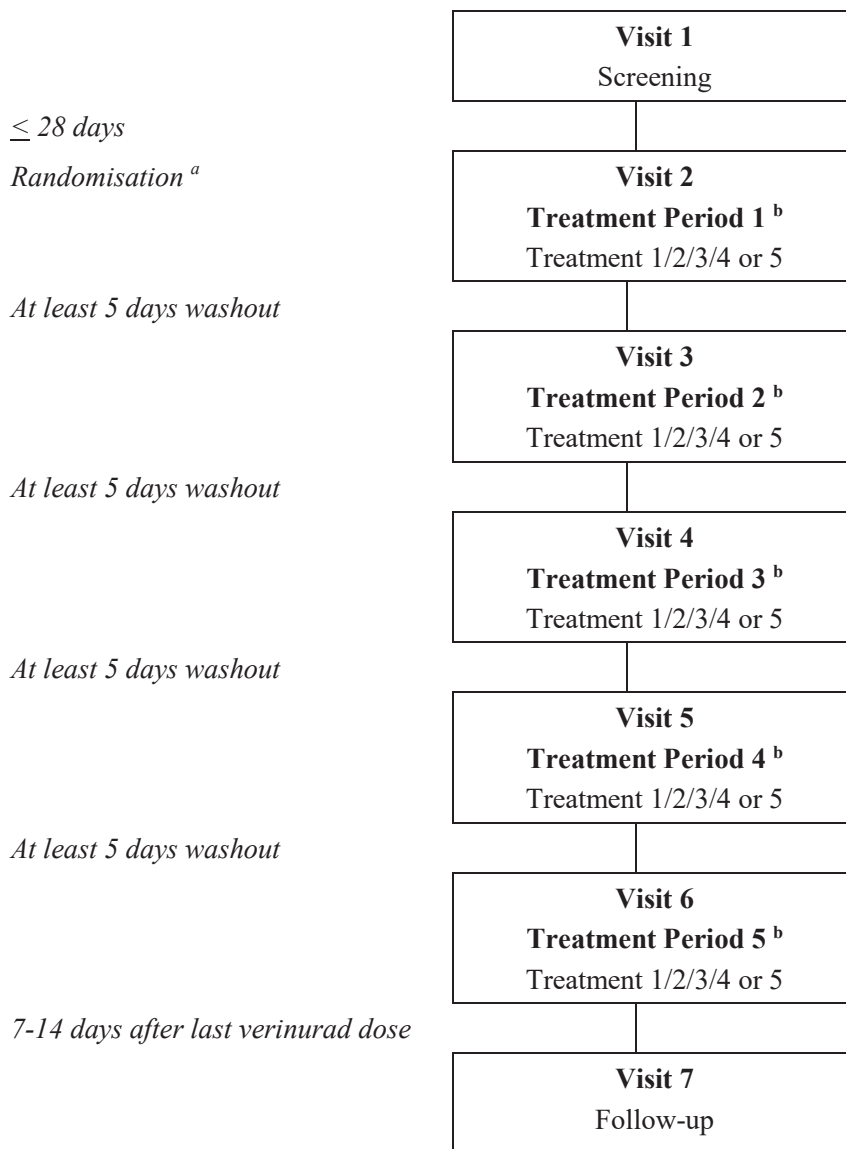 Visit 1
Screening
≤ 28 days
Randomisation a
Visit 2
Treatment Period 1 b
Treatment 1/2/3/4 or 5
At least 5 days washout
Visit 3
Treatment Period 2 b
Treatment 1/2/3/4 or 5
At least 5 days washout
Visit 4
Treatment Period 3 b
Treatment 1/2/3/4 or 5
At least 5 days washout
Visit 5
Treatment Period 4 b
Treatment 1/2/3/4 or 5
At least 5 days washout
Visit 6
Treatment Period 5 b
Treatment 1/2/3/4 or 5
7-14 days after last verinurad dose
Visit 7
Follow-up